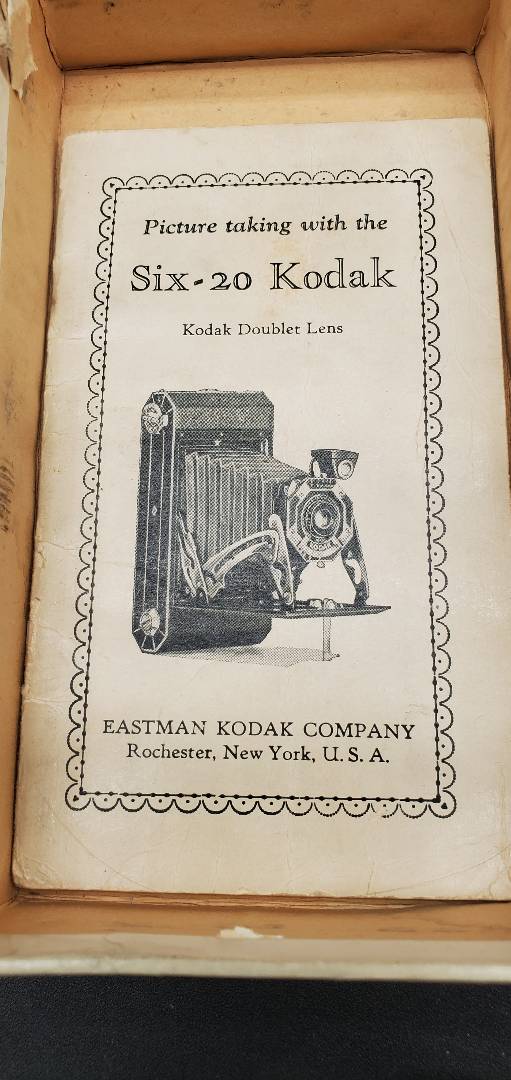 Picture taking with the
Six-20 Kodak
Kodak Doublet Lens
EASTMAN KODAK COMPANY
Rochester, New York, U. S. A.